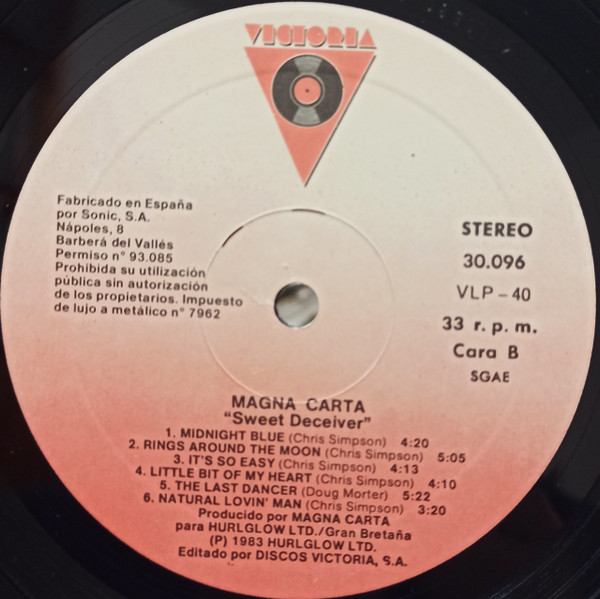 VICTORIA
Fabricado en España
por Sonic, S.A.
Nápoles, 8
Barberá del Vallés
Permiso n° 93.085
Prohibida su utilización
pública sin autorización
de los propietarios. Impuesto
de lujo a metálico n° 7962
STEREO
30.096
VLP - 40
33 r. p. m.
Cara B
SGAE
MAGNA CARTA
"Sweet Deceiver"
1. MIDNIGHT BLUE (Chris Simpson) 4:20
2. RINGS AROUND THE MOON (Chris Simpson) 5:05
3. IT'S SO EASY (Chris Simpson) 4:13
4. LITTLE BIT OF MY HEART (Chris Simpson) 4:10
5. THE LAST DANCER (Doug Morter) 5:22
6. NATURAL LOVIN' MAN (Chris Simpson) 3:20
Producido por MAGNA CARTA
para HURLGLOW LTD./Gran Bretaña
(P) 1983 HURLGLOW LTD.
Editado por DISCOS VICTORIA, S.A.